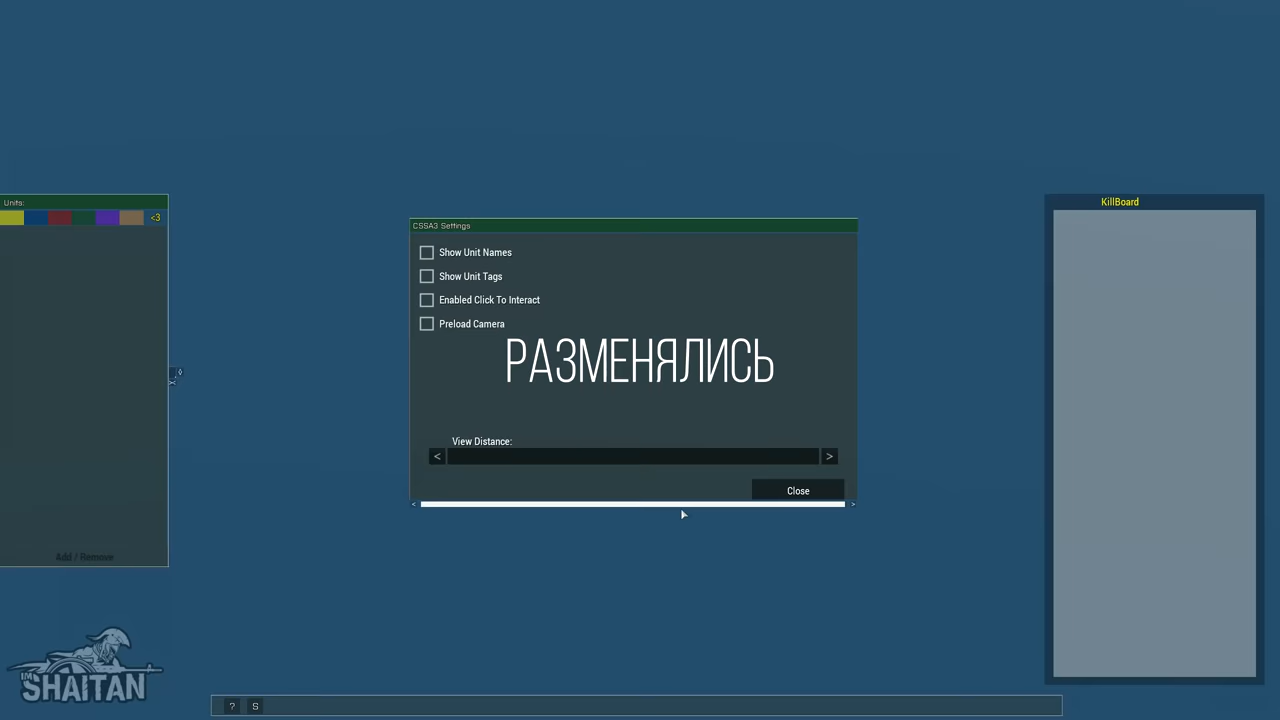 Units:
<3
KillBoard
CSSA3 Settings
Show Unit Names
Show Unit Tags
Enabled Click To Interact
Preload Camera
РАЗМЕНЯЛИСЬ
View Distance:
< >
Close
< >
Add / Remove
IM SHAITAN
? S